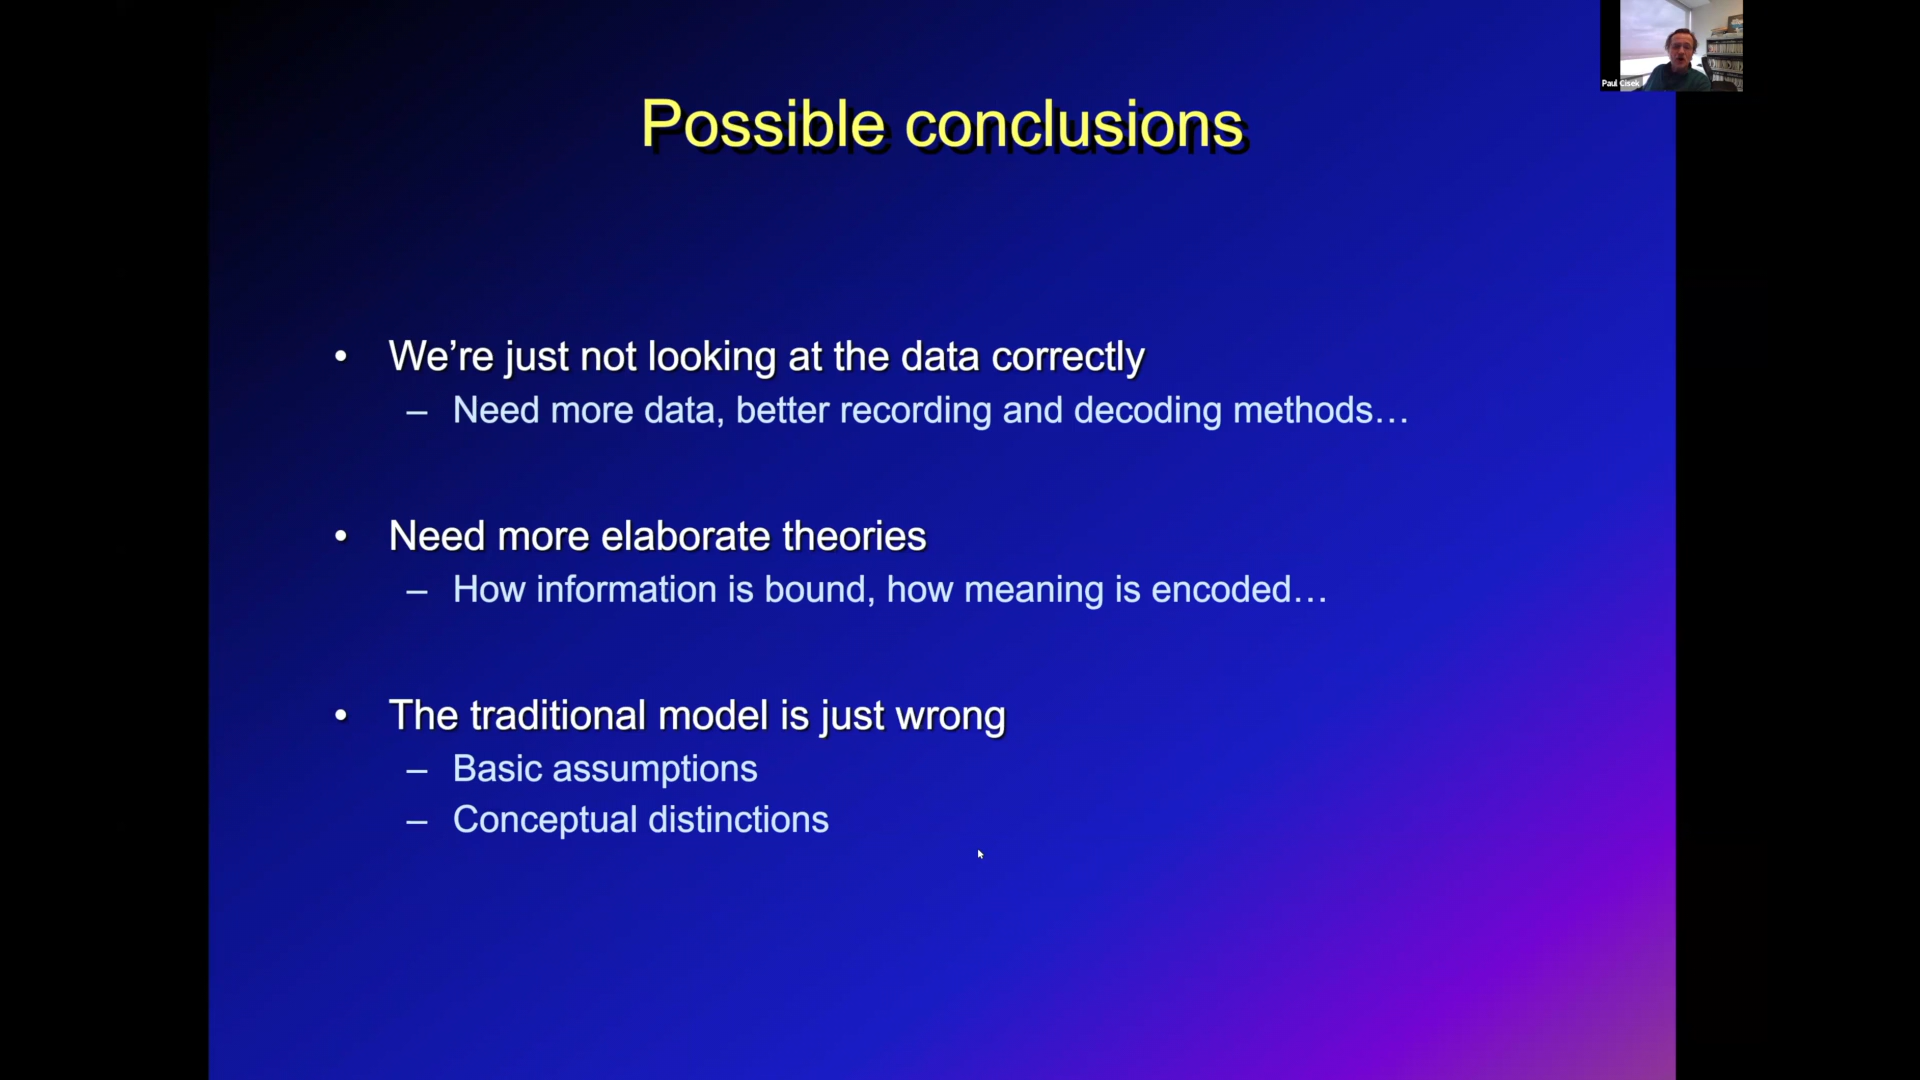 Paul Cisek
Possible conclusions
• We’re just not looking at the data correctly
– Need more data, better recording and decoding methods…
• Need more elaborate theories
– How information is bound, how meaning is encoded…
• The traditional model is just wrong
– Basic assumptions
– Conceptual distinctions